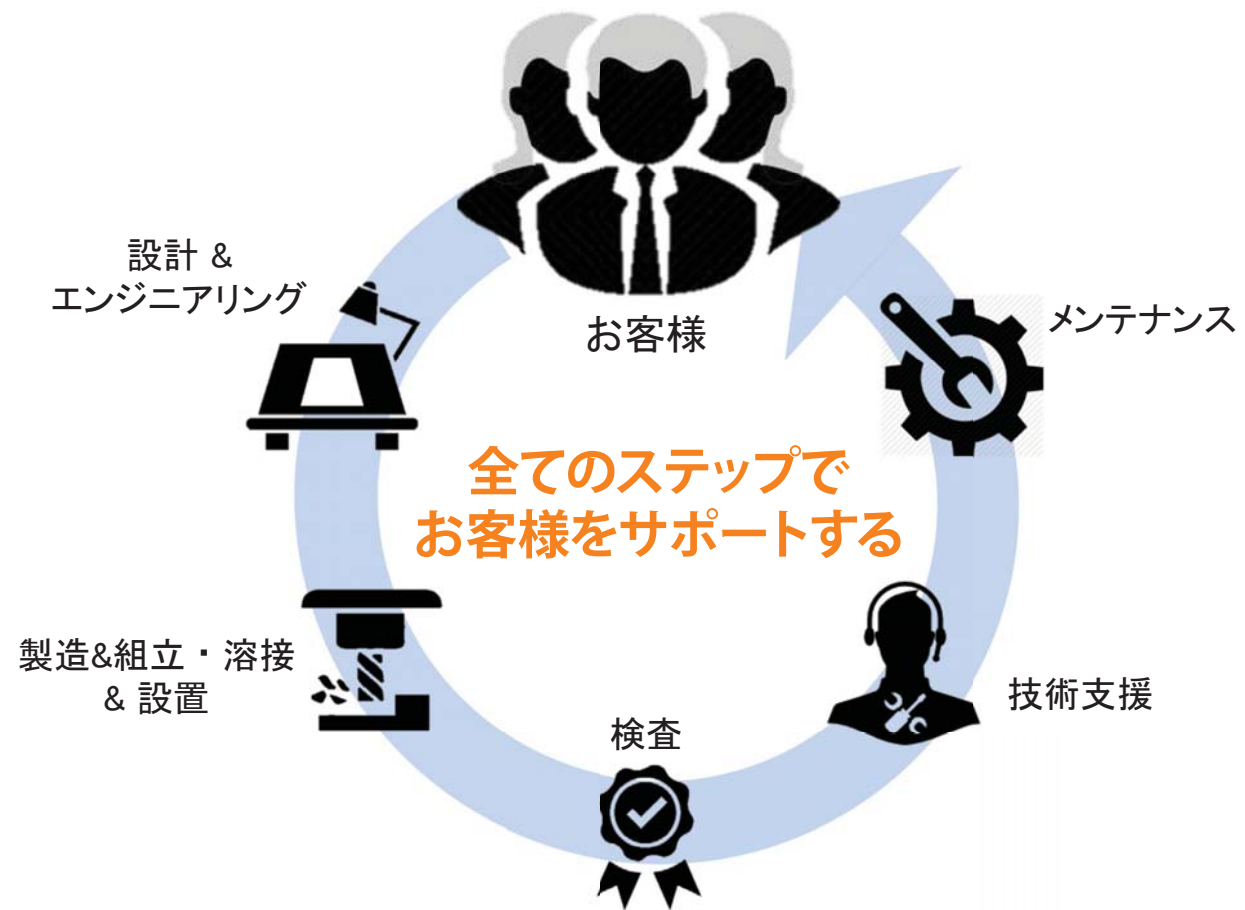 お客様
設計 &
エンジニアリング
メンテナンス
全てのステップで
お客様をサポートする
製造&組立・溶接
& 設置
技術支援
検査